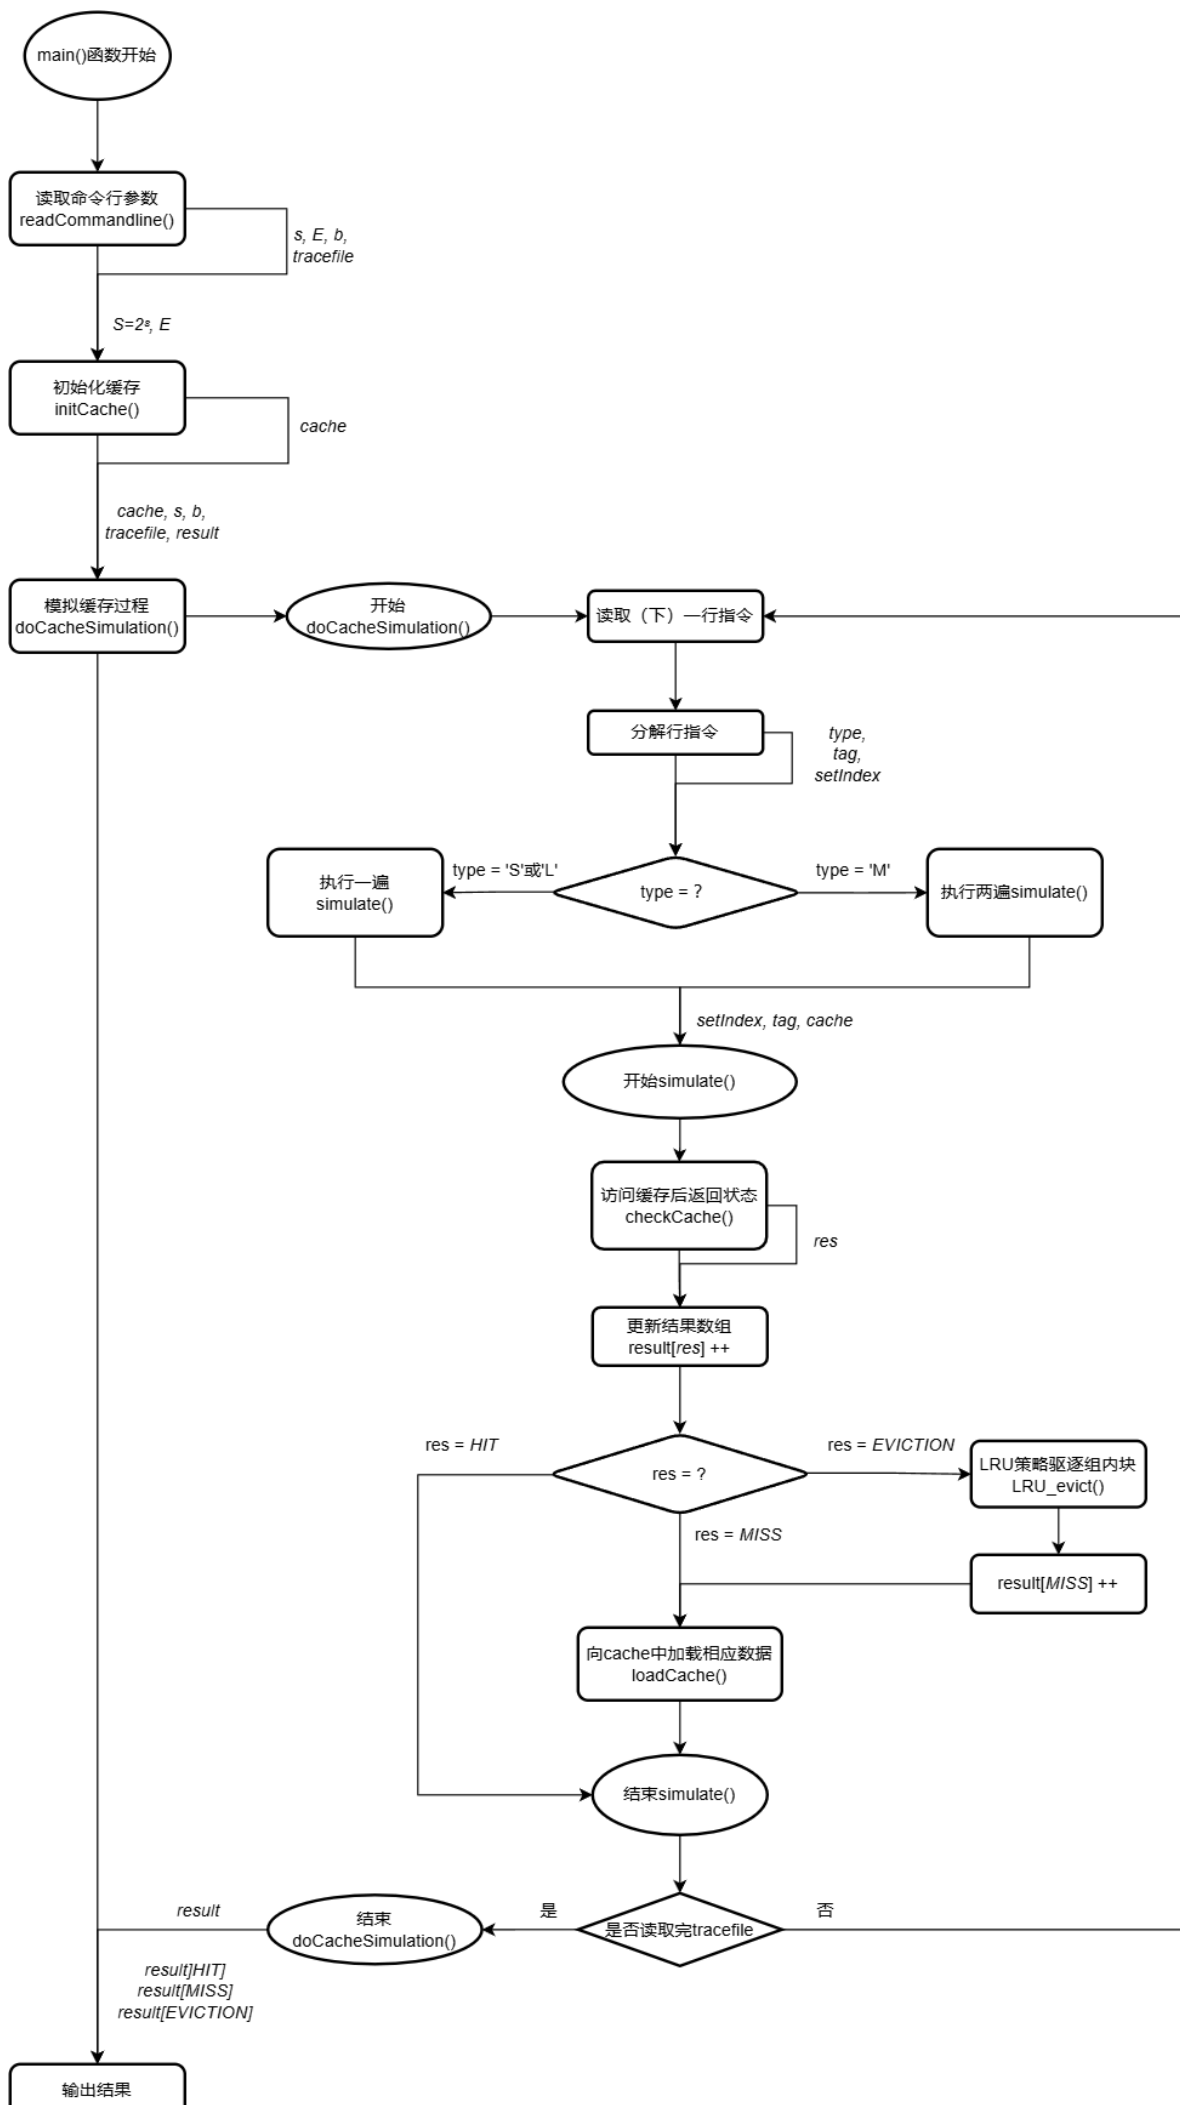 main()函数开始
读取命令行参数
readCommandline()
s, E, b,
tracefile
S=2ˢ, E
初始化缓存
initCache()
cache
cache, s, b,
tracefile, result
模拟缓存过程
doCacheSimulation()
开始
doCacheSimulation()
读取（下）一行指令
分解行指令
type,
tag,
setIndex
type = ?
type = 'S'或'L'
type = 'M'
执行一遍
simulate()
执行两遍simulate()
setIndex, tag, cache
开始simulate()
访问缓存后返回状态
checkCache()
res
更新结果数组
result[res] ++
res = HIT
res = ?
res = EVICTION
LRU策略驱逐组内块
LRU_evict()
res = MISS
result[MISS] ++
向cache中加载相应数据
loadCache()
结束simulate()
是否读取完tracefile
是
否
结束
doCacheSimulation()
result
result]HIT]
result[MISS]
result[EVICTION]
输出结果